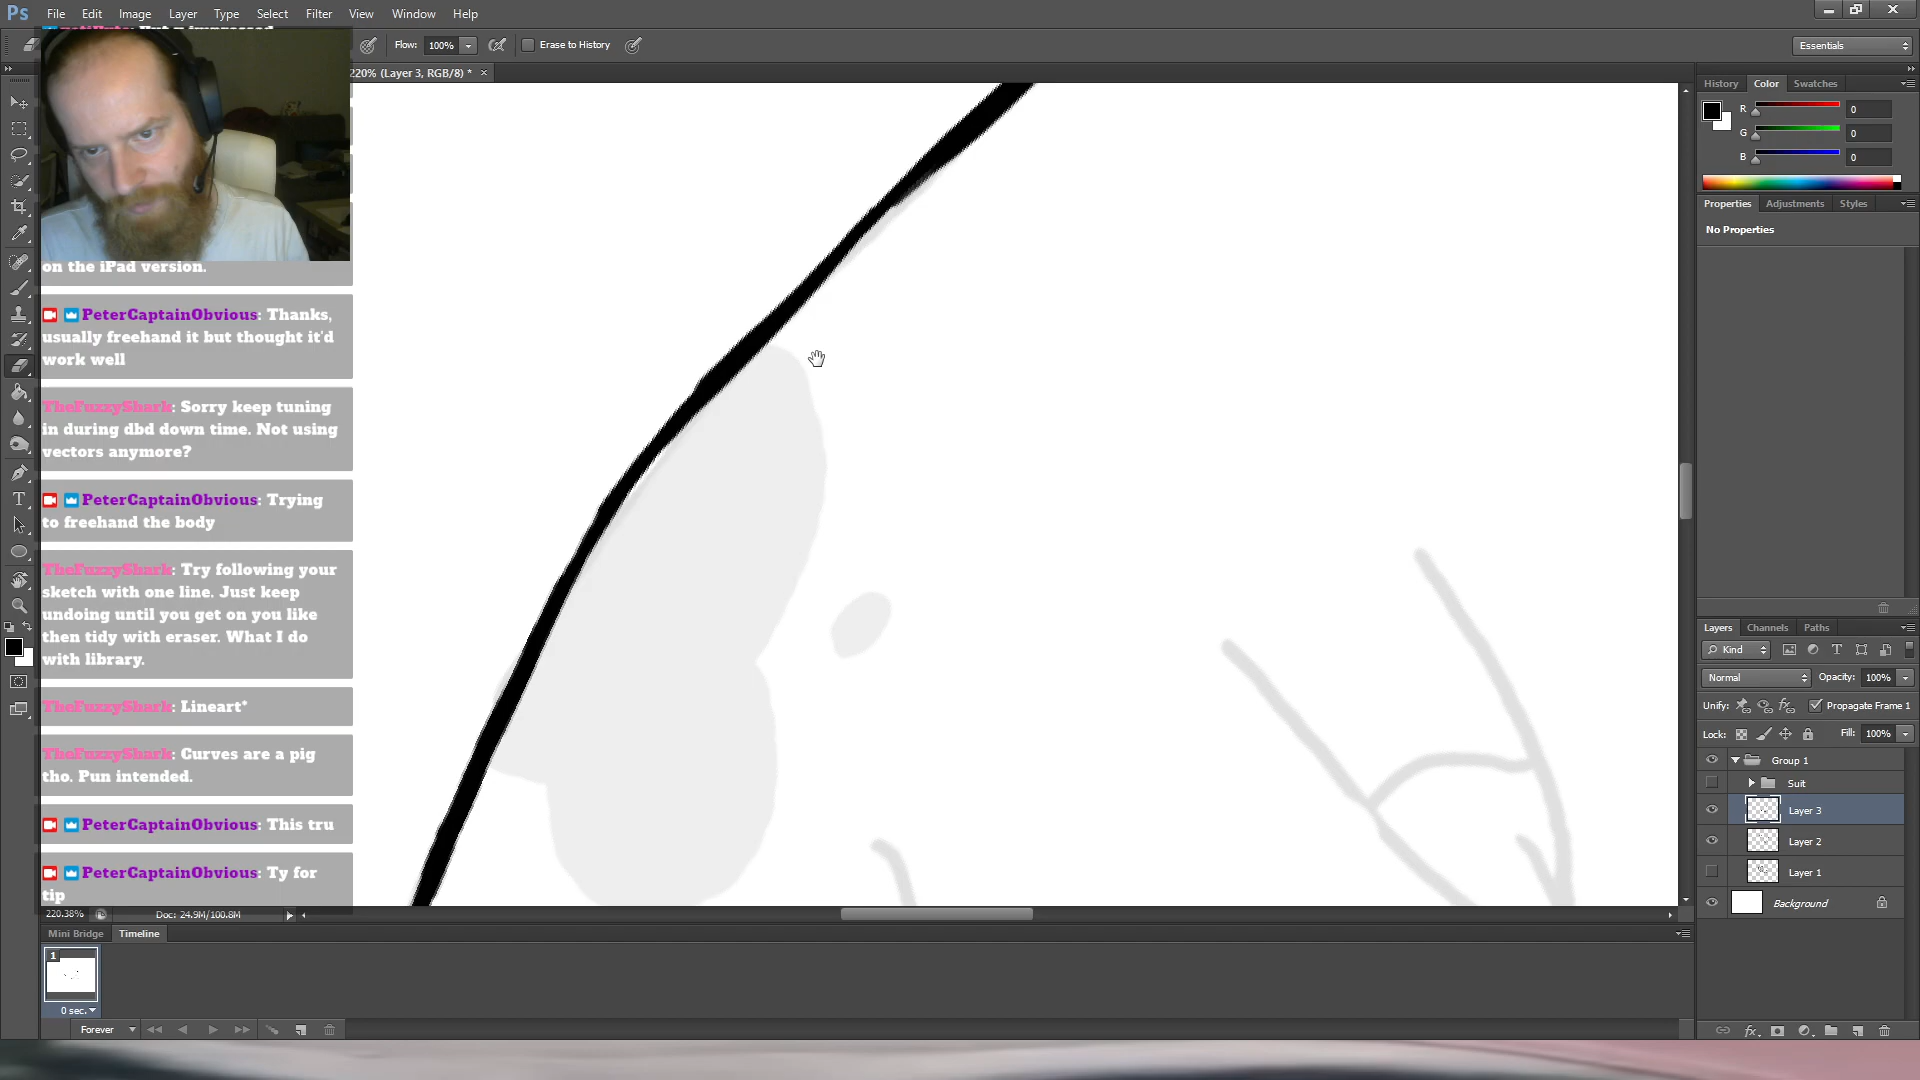 Ps File Edit Image Layer Type Select Filter View Window Help
Flow: 100% Erase to History Essentials
220% (Layer 3, RGB/8) * ×
History Color Swatches
R 0
G 0
B 0
Properties Adjustments Styles
No Properties
on the iPad version.
PeterCaptainObvious: Thanks,
usually freehand it but thought it'd
work well
TheFuzzyShark: Sorry keep tuning
in during dbd down time. Not using
vectors anymore?
PeterCaptainObvious: Trying
to freehand the body
TheFuzzyShark: Try following your
sketch with one line. Just keep
undoing until you get on you like
then tidy with eraser. What I do
with library.
TheFuzzyShark: Lineart*
TheFuzzyShark: Curves are a pig
tho. Pun intended.
PeterCaptainObvious: This tru
PeterCaptainObvious: Ty for
tip
Layers Channels Paths
Kind
Normal Opacity: 100%
Unify: Propagate Frame 1
Lock: Fill: 100%
Group 1
Suit
Layer 3
Layer 2
Layer 1
Background
220.38% Doc: 24.9M/100.8M
Mini Bridge Timeline
1
0 sec.
Forever